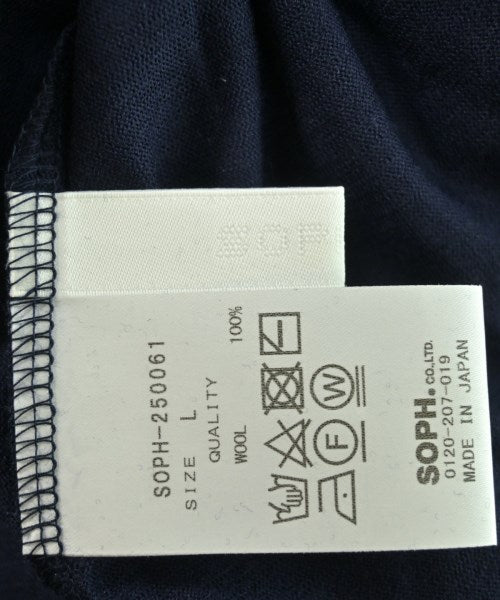 SOPH-250061
SIZE L
QUALITY
WOOL 100%
F W
SOPH.CO.LTD.
0120-207-019
MADE IN JAPAN